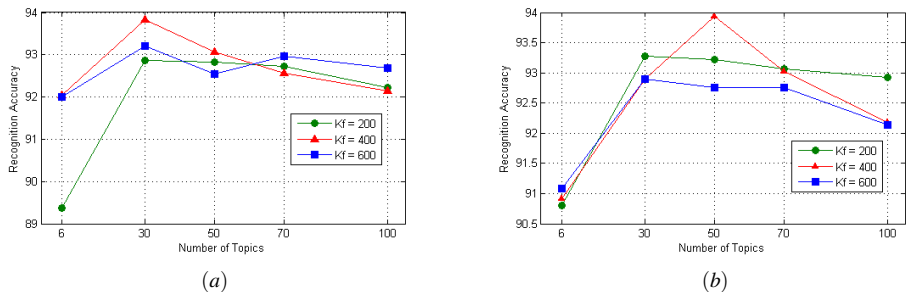 94
93
92
91
90
89
Recognition Accuracy
6
30
50
70
100
Number of Topics
Kf = 200
Kf = 400
Kf = 600
(a)
94
93.5
93
92.5
92
91.5
91
90.5
Recognition Accuracy
6
30
50
70
100
Number of Topics
Kf = 200
Kf = 400
Kf = 600
(b)